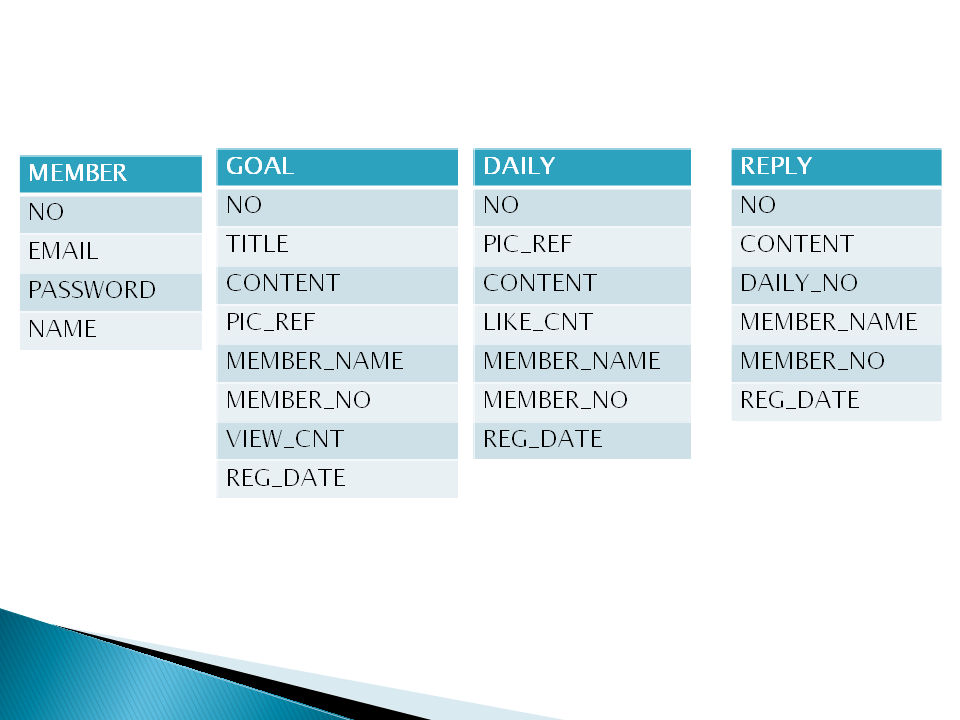 MEMBER
NO
EMAIL
PASSWORD
NAME
GOAL
NO
TITLE
CONTENT
PIC_REF
MEMBER_NAME
MEMBER_NO
VIEW_CNT
REG_DATE
DAILY
NO
PIC_REF
CONTENT
LIKE_CNT
MEMBER_NAME
MEMBER_NO
REG_DATE
REPLY
NO
CONTENT
DAILY_NO
MEMBER_NAME
MEMBER_NO
REG_DATE